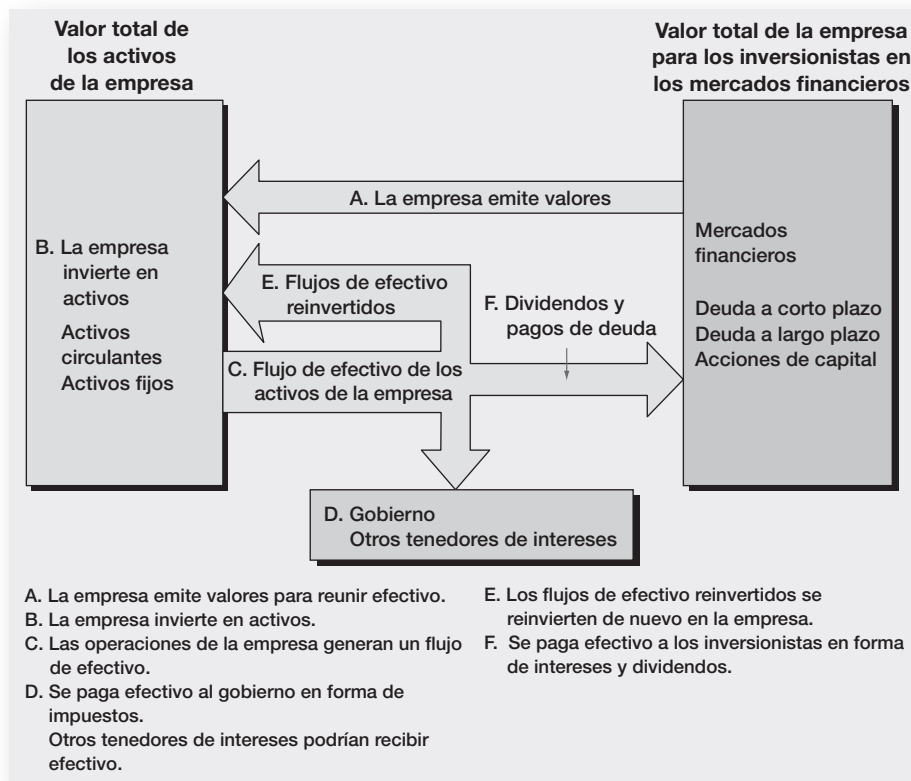 Valor total de
los activos
de la empresa
Valor total de la empresa
para los inversionistas en
los mercados financieros
A. La empresa emite valores
B. La empresa
invierte en
activos
Activos
circulantes
Activos fijos
E. Flujos de efectivo
reinvertidos
F. Dividendos y
pagos de deuda
C. Flujo de efectivo de los
activos de la empresa
Mercados
financieros
Deuda a corto plazo
Deuda a largo plazo
Acciones de capital
D. Gobierno
Otros tenedores de intereses
A. La empresa emite valores para reunir efectivo.
B. La empresa invierte en activos.
C. Las operaciones de la empresa generan un flujo
de efectivo.
D. Se paga efectivo al gobierno en forma de
impuestos.
Otros tenedores de intereses podrían recibir
efectivo.
E. Los flujos de efectivo reinvertidos se
reinvierten de nuevo en la empresa.
F. Se paga efectivo a los inversionistas en forma
de intereses y dividendos.